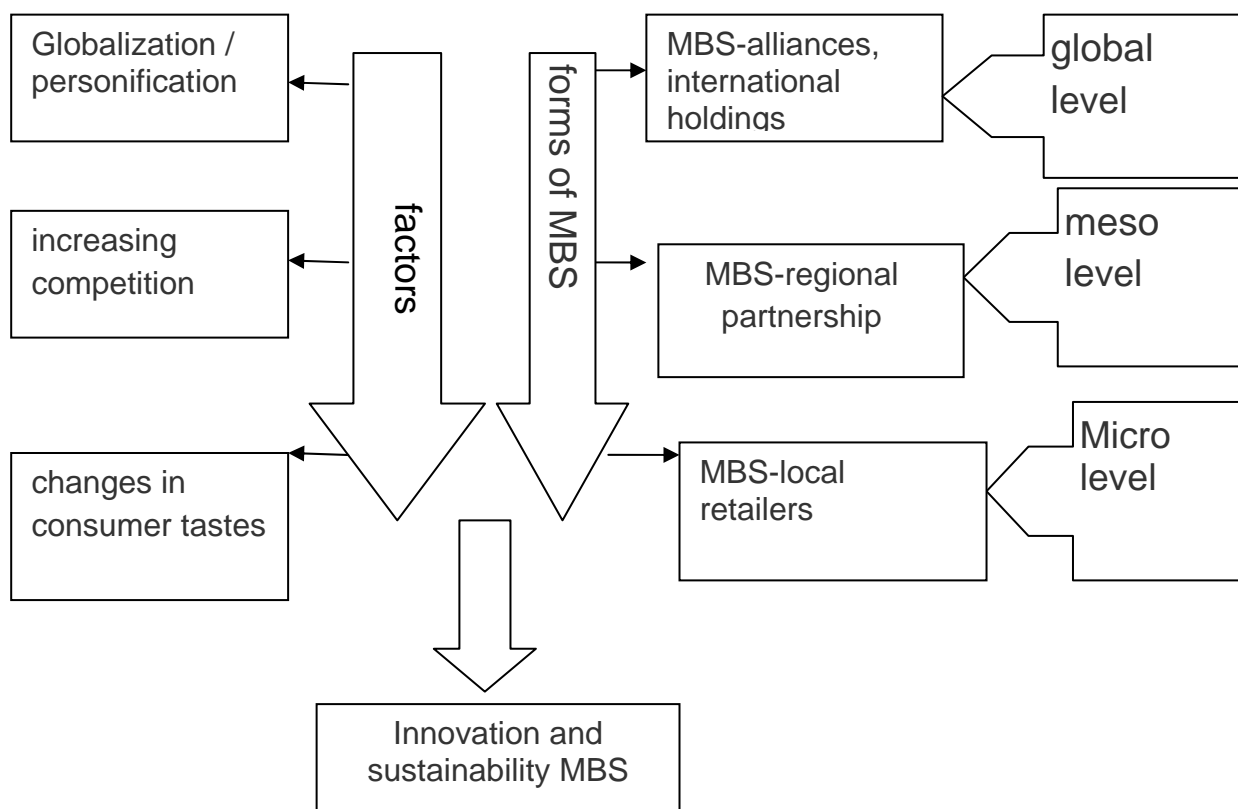 Globalization /
personification
increasing
competition
changes in
consumer tastes
factors
forms of MBS
MBS-alliances,
international
holdings
MBS-regional
partnership
MBS-local
retailers
global
level
meso
level
Micro
level
Innovation and
sustainability MBS